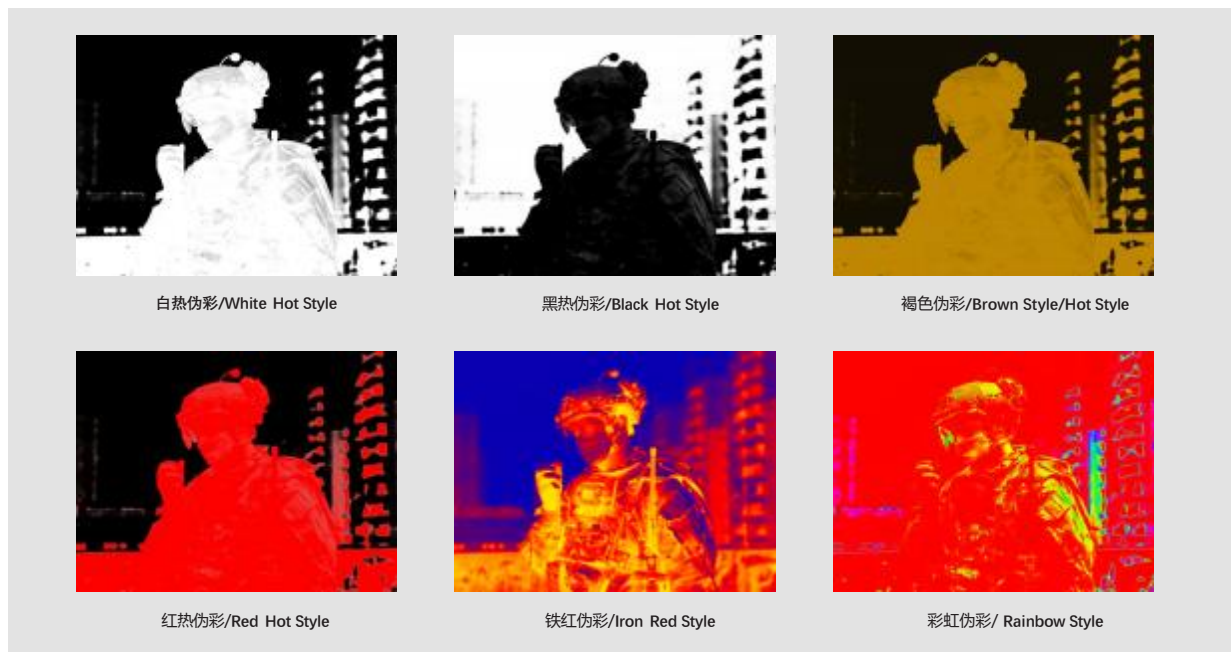 白热伪彩/White Hot Style
黑热伪彩/Black Hot Style
褐色伪彩/Brown Style/Hot Style
红热伪彩/Red Hot Style
铁红伪彩/Iron Red Style
彩虹伪彩/ Rainbow Style